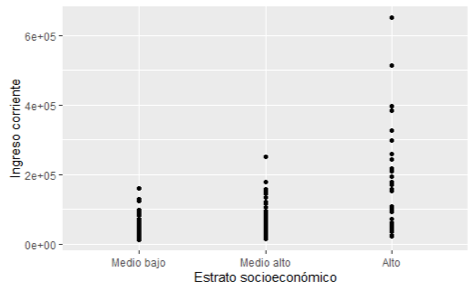 6e+05
4e+05
2e+05
0e+00
Ingreso corriente
Medio bajo
Medio alto
Alto
Estrato socioeconómico